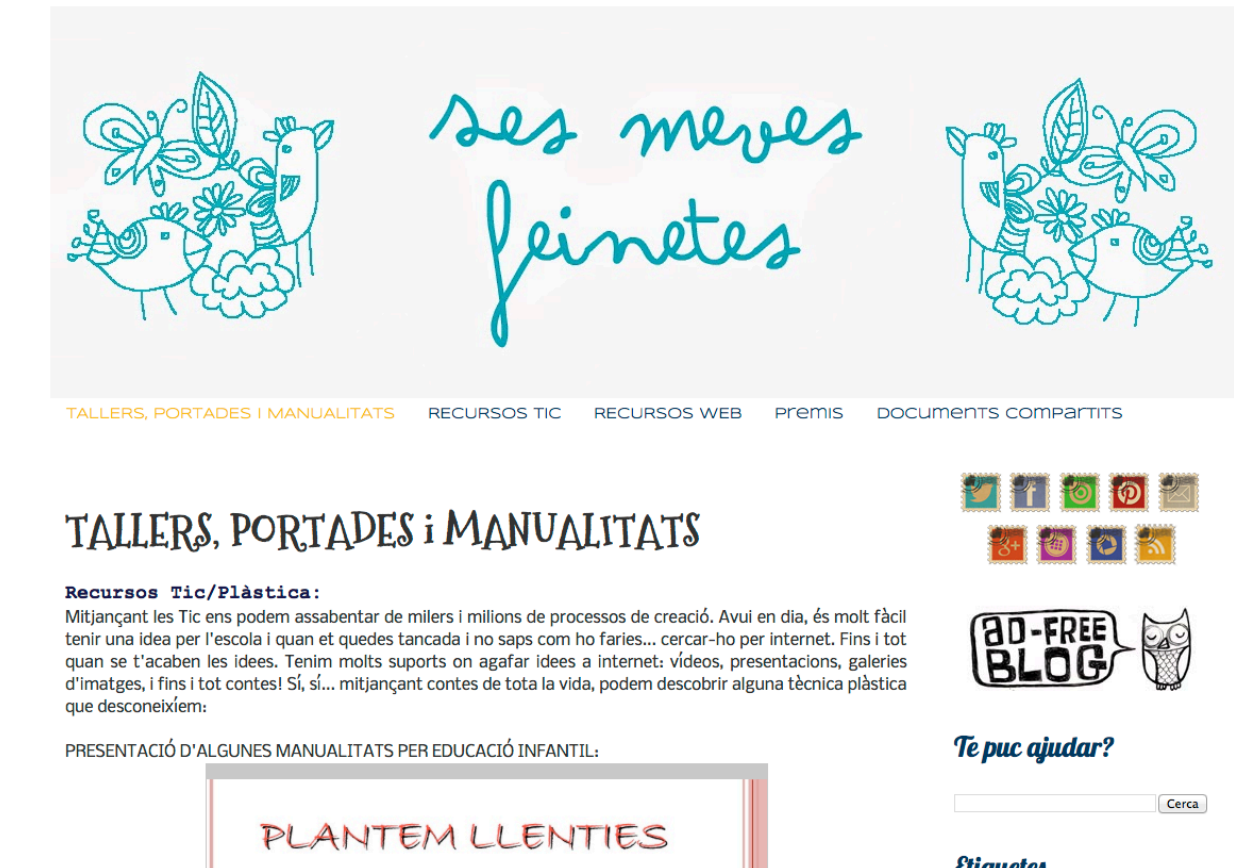 ses meves
feinetes
TALLERS, PORTADES I MANUALITATS
RECURSOS TIC
RECURSOS WEB
Premis
Documents compartits
TALLERS, PORTADES i MANUALITATS
Recursos Tic/Plàstica:
Mitjançant les Tic ens podem assabentar de milers i milions de processos de creació. Avui en dia, és molt fàcil
tenir una idea per l'escola i quan et quedes tancada i no saps com ho faries... cercar-ho per internet. Fins i tot
quan se t'acaben les idees. Tenim molts suports on agafar idees a internet: vídeos, presentacions, galeries
d'imatges, i fins i tot contes! Sí, sí... mitjançant contes de tota la vida, podem descobrir alguna tècnica plàstica
que desconeixíem:
PRESENTACIÓ D'ALGUNES MANUALITATS PER EDUCACIÓ INFANTIL:
PLANTEM LLENTIES
f
g+
AD-FREE
BLOG
Te puc ajudar?
Cerca
Etiquetes